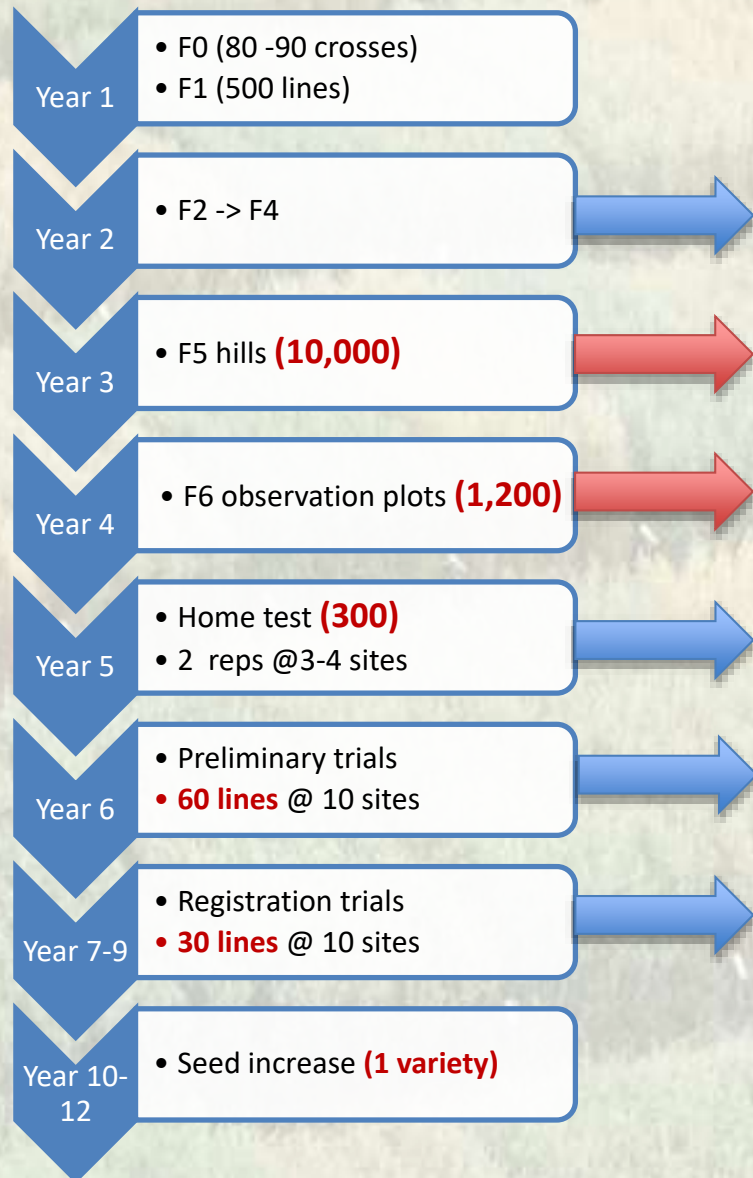 Year 1
• F0 (80 -90 crosses)
• F1 (500 lines)
Year 2
• F2 -> F4
Year 3
• F5 hills (10,000)
Year 4
• F6 observation plots (1,200)
Year 5
• Home test (300)
• 2 reps @3-4 sites
Year 6
• Preliminary trials
• 60 lines @ 10 sites
Year 7-9
• Registration trials
• 30 lines @ 10 sites
Year 10-
12
• Seed increase (1 variety)